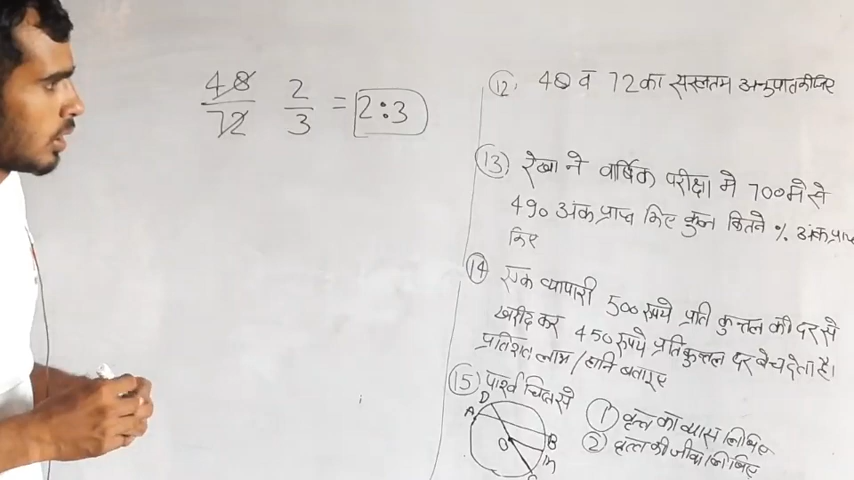 48/72 2/3 = 2:3
(12) 48 व 72 का सरलतम अनुपात कीजिए
(13) रेखा ने वार्षिक परीक्षा मे 700 मै से
490 अंक प्राप्त किए कुल कितने % अंक प्राप्त
किए
(14) एक व्यापारी 500 रुपये प्रति कुन्तल की दर से
खरीद कर 450 रुपये प्रति कुन्तल दर बेच देता है।
प्रतिशत लाभ/हानि बताइए
(15) पार्श्व चित्र से
① वृत्त का व्यास लिखिए
② वृत्त की जीवा लिखिए
D
A
B
O
m
C